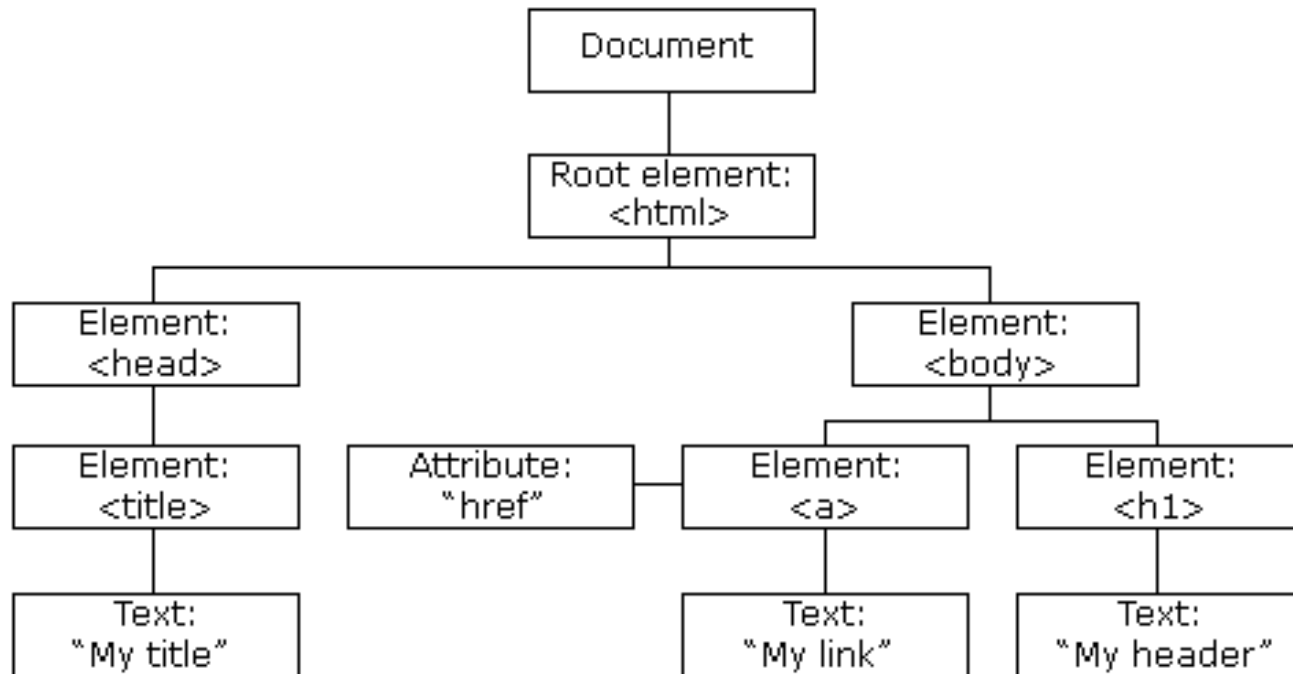 Document
Root element:
<html>
Element:
<head>
Element:
<body>
Element:
<title>
Attribute:
“href”
Element:
<a>
Element:
<h1>
Text:
“My title”
Text:
“My link”
Text:
“My header”